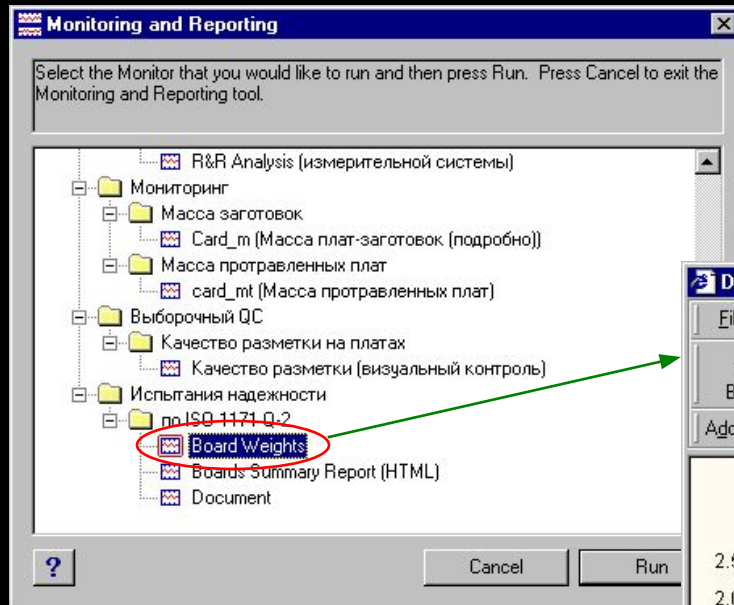 Monitoring and Reporting
Select the Monitor that you would like to run and then press Run. Press Cancel to exit the
Monitoring and Reporting tool.
R&R Analysis (измерительной системы)
Мониторинг
Масса заготовок
Card_m (Масса плат-заготовок (подробно))
Масса протравленных плат
card_mt (Масса протравленных плат)
Выборочный QC
Качество разметки на платах
Качество разметки (визуальный контроль)
Испытания надежности
по ISO 1171 Q-2
Board Weights
Boards Summary Report (HTML)
Document
?
Cancel
Run